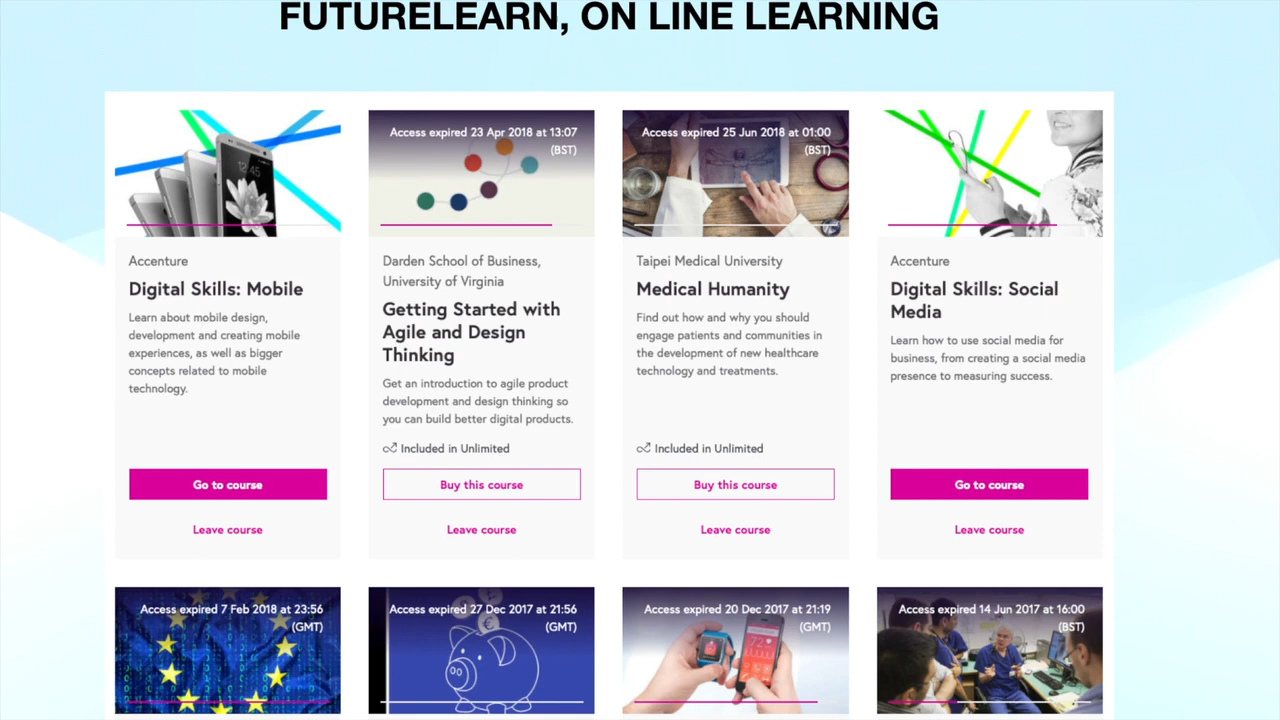 FUTURELEARN, ON LINE LEARNING
12:45
Access expired 23 Apr 2018 at 13:07
(BST)
Access expired 25 Jun 2018 at 01:00
(BST)
Accenture
Digital Skills: Mobile
Learn about mobile design,
development and creating mobile
experiences, as well as bigger
concepts related to mobile
technology.
Go to course
Leave course
Darden School of Business,
University of Virginia
Getting Started with
Agile and Design
Thinking
Get an introduction to agile product
development and design thinking so
you can build better digital products.
Included in Unlimited
Buy this course
Leave course
Taipei Medical University
Medical Humanity
Find out how and why you should
engage patients and communities in
the development of new healthcare
technology and treatments.
Included in Unlimited
Buy this course
Leave course
Accenture
Digital Skills: Social
Media
Learn how to use social media for
business, from creating a social media
presence to measuring success.
Go to course
Leave course
Access expired 7 Feb 2018 at 23:56
(GMT)
Access expired 27 Dec 2017 at 21:56
(GMT)
Access expired 20 Dec 2017 at 21:19
(GMT)
72
Access expired 14 Jun 2017 at 16:00
(BST)